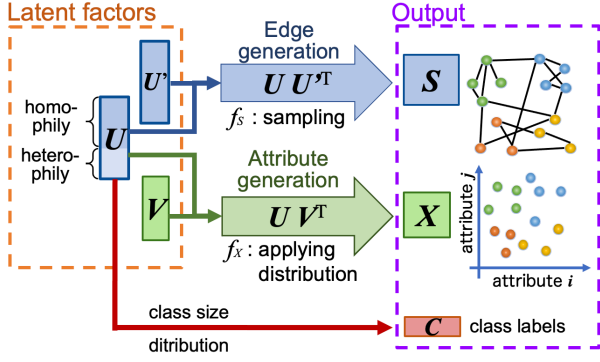 Latent factors
Output
Edge
generation
U'
U U'T
S
homo-
phily
U
fS : sampling
hetero-
phily
Attribute
generation
V
U VT
X
attribute j
fX : applying
distribution
attribute i
class size
ditribution
C
class labels